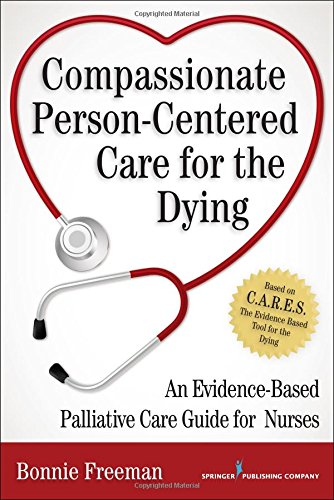 Compassionate
Person-Centered
Care for the
Dying
Based on
C.A.R.E.S.
The Evidence Based
Tool for the
Dying
An Evidence-Based
Palliative Care Guide for Nurses
Bonnie Freeman
SPRINGER PUBLISHING COMPANY